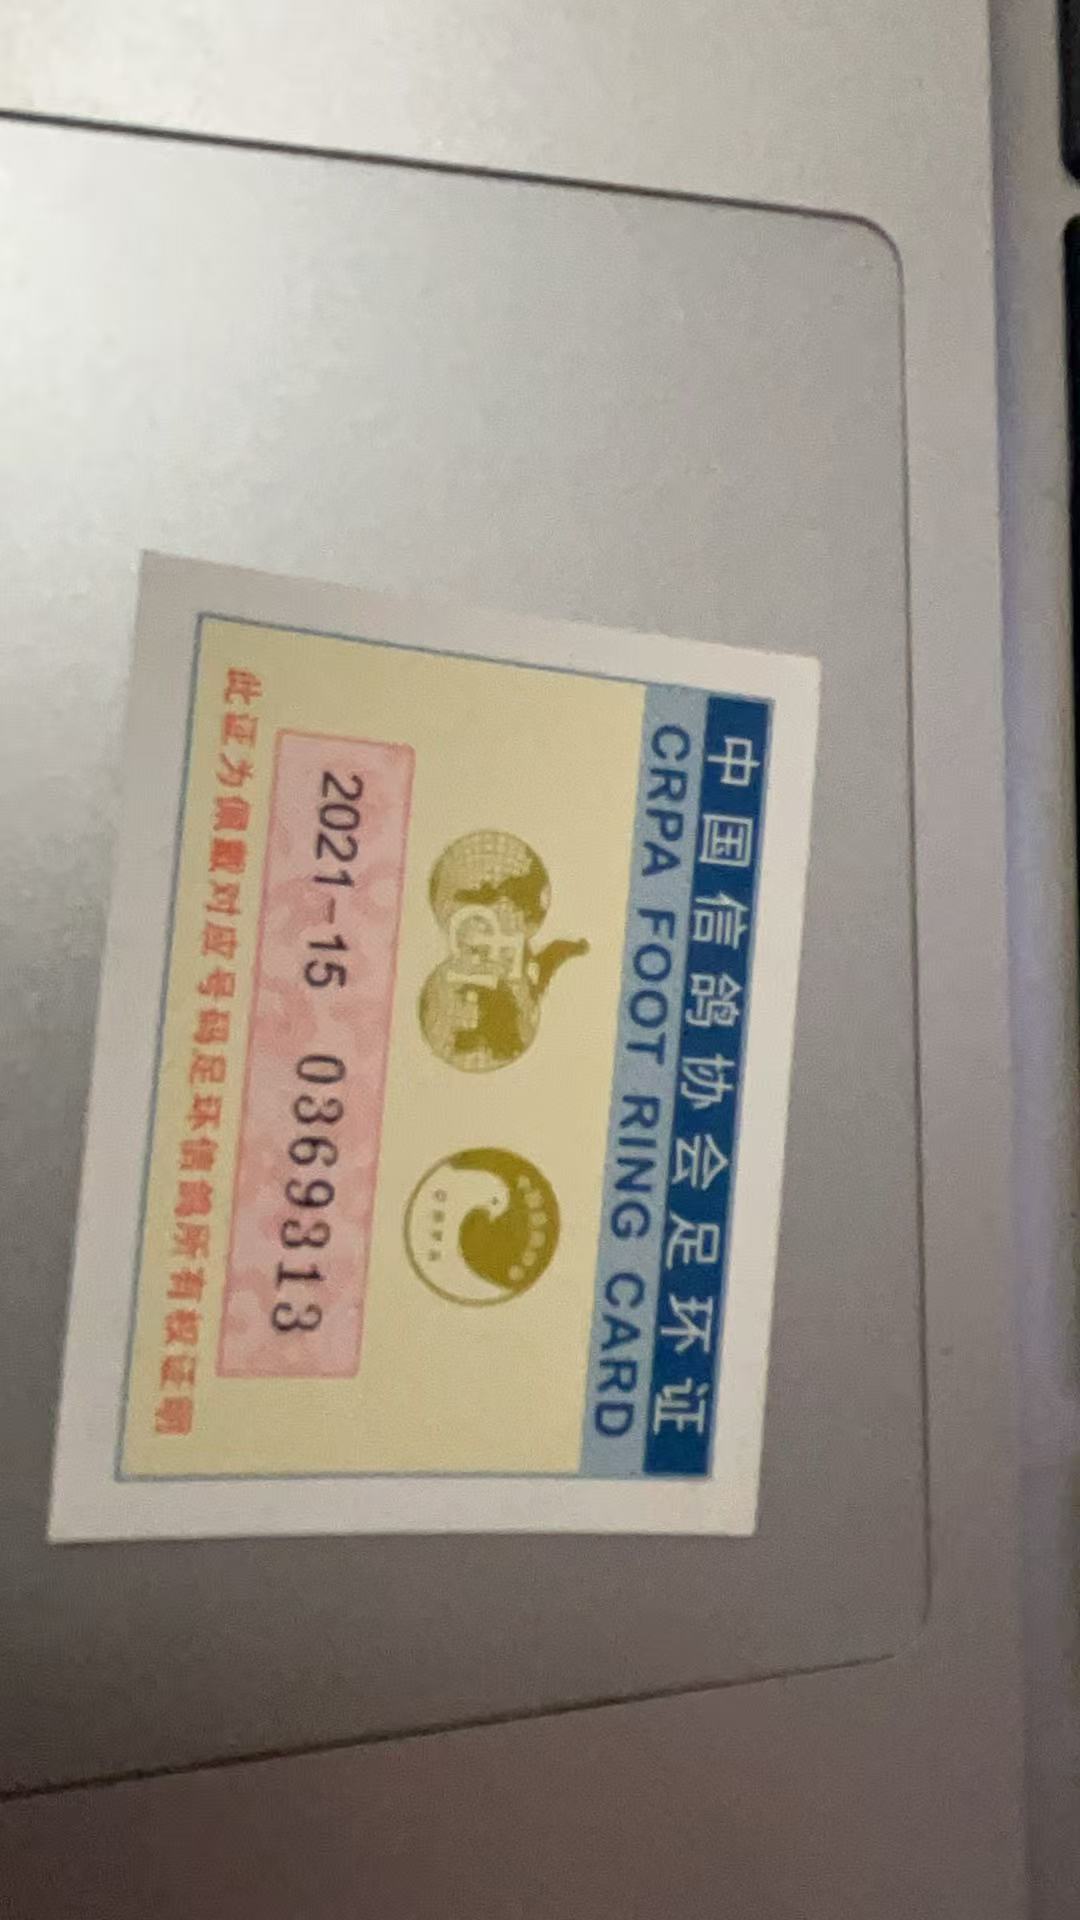 中国信鸽协会足环证
CRPA FOOT RING CARD
2021-15 0369313
此证为佩戴对应号码足环信鸽所有权证明